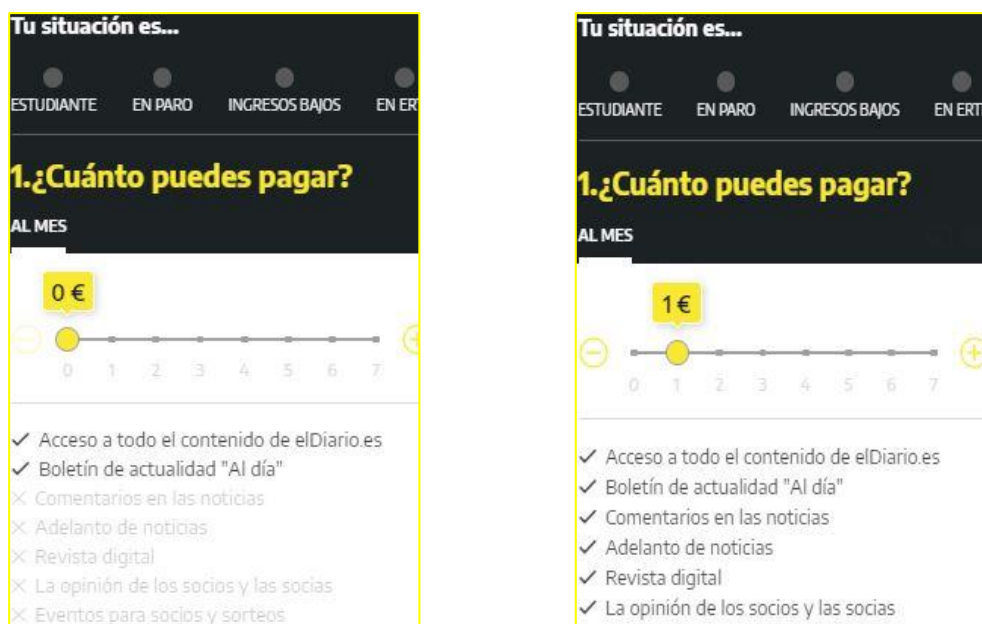 Tu situación es...
ESTUDIANTE EN PARO INGRESOS BAJOS EN ERT
1.¿Cuánto puedes pagar?
AL MES
0 €
0 1 2 3 4 5 6 7
Acceso a todo el contenido de elDiario.es
Boletín de actualidad "Al día"
Comentarios en las noticias
Adelanto de noticias
Revista digital
La opinión de los socios y las socias
Eventos para socios y sorteos
Tu situación es...
ESTUDIANTE EN PARO INGRESOS BAJOS EN ERTE
1.¿Cuánto puedes pagar?
AL MES
1 €
0 1 2 3 4 5 6 7
Acceso a todo el contenido de elDiario.es
Boletín de actualidad "Al día"
Comentarios en las noticias
Adelanto de noticias
Revista digital
La opinión de los socios y las socias